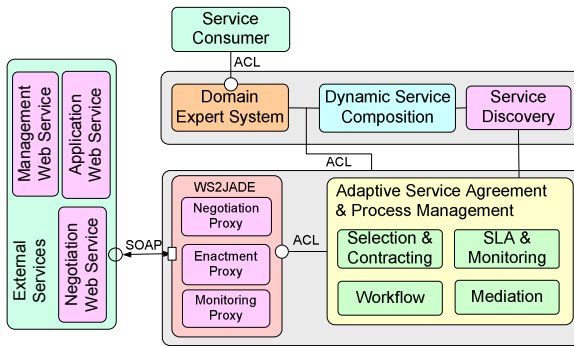 Service
Consumer
ACL
Domain
Expert System
Dynamic Service
Composition
Service
Discovery
ACL
Management
Web Service
Application
Web Service
Negotiation
Web Service
External
Services
SOAP
WS2JADE
Negotiation
Proxy
Enactment
Proxy
Monitoring
Proxy
ACL
Adaptive Service Agreement
& Process Management
Selection &
Contracting
SLA &
Monitoring
Workflow
Mediation